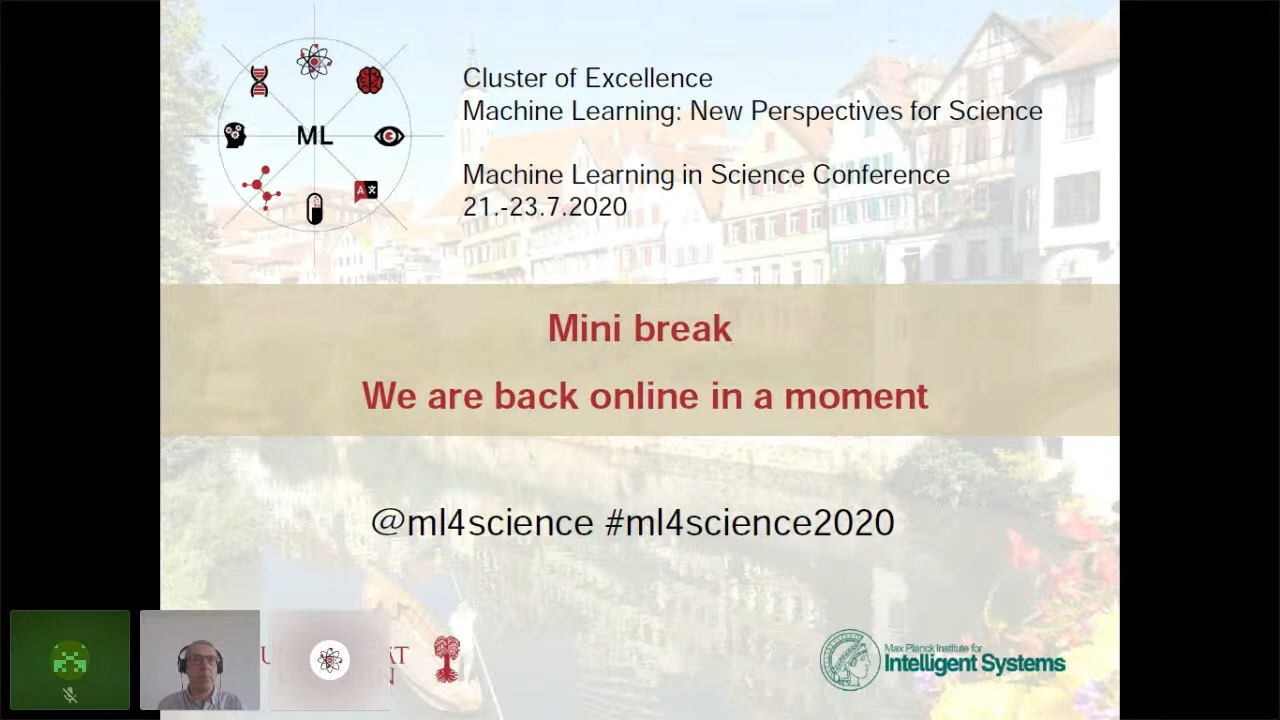 Cluster of Excellence
Machine Learning: New Perspectives for Science
ML
Machine Learning in Science Conference
21.-23.7.2020
Mini break
We are back online in a moment
@ml4science #ml4science2020
Max Planck Institute for
Intelligent Systems